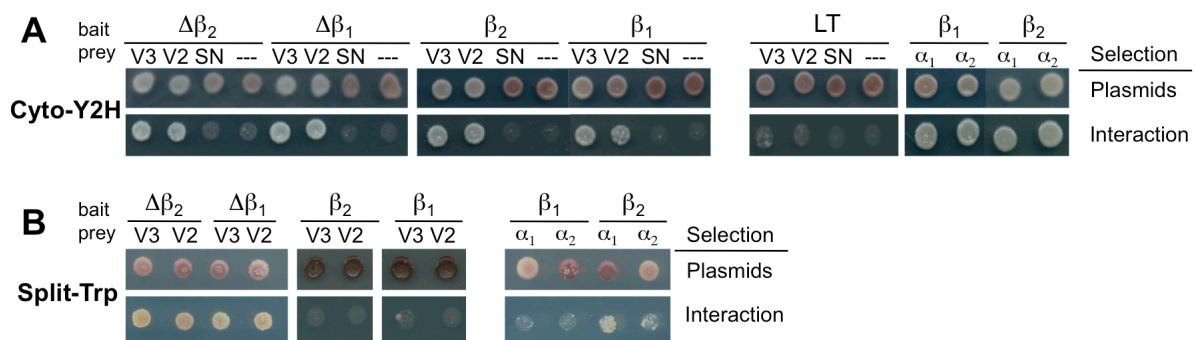 A bait Δβ₂ Δβ₁ β₂ β₁ LT β₁ β₂
prey V3 V2 SN --- V3 V2 SN --- V3 V2 SN --- V3 V2 SN --- V3 V2 SN --- α₁ α₂ α₁ α₂ Selection
Plasmids
Cyto-Y2H
Interaction
B bait Δβ₂ Δβ₁ β₂ β₁ β₁ β₂
prey V3 V2 V3 V2 V3 V2 V3 V2 α₁ α₂ α₁ α₂ Selection
Plasmids
Split-Trp
Interaction